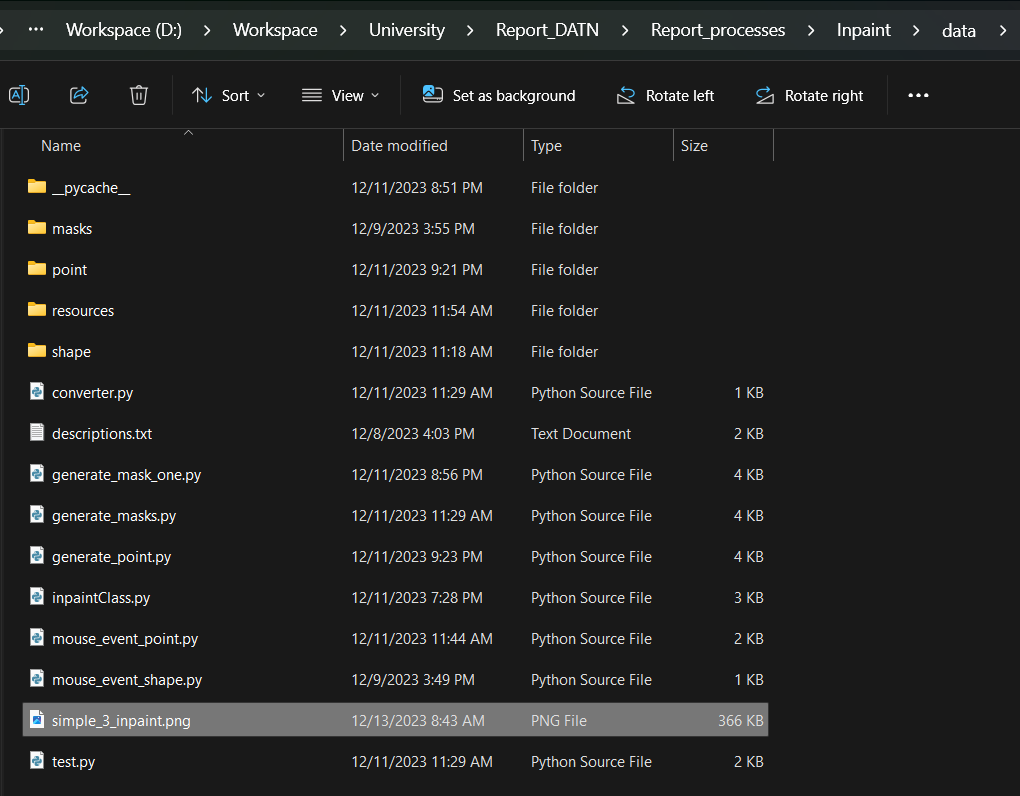 Workspace (D:) Workspace University Report_DATN Report_processes Inpaint data
Sort View Set as background Rotate left Rotate right
Name Date modified Type Size
__pycache__ 12/11/2023 8:51 PM File folder
masks 12/9/2023 3:55 PM File folder
point 12/11/2023 9:21 PM File folder
resources 12/11/2023 11:54 AM File folder
shape 12/11/2023 11:18 AM File folder
converter.py 12/11/2023 11:29 AM Python Source File 1 KB
descriptions.txt 12/8/2023 4:03 PM Text Document 2 KB
generate_mask_one.py 12/11/2023 8:56 PM Python Source File 4 KB
generate_masks.py 12/11/2023 11:29 AM Python Source File 4 KB
generate_point.py 12/11/2023 9:23 PM Python Source File 4 KB
inpaintClass.py 12/11/2023 7:28 PM Python Source File 3 KB
mouse_event_point.py 12/11/2023 11:44 AM Python Source File 2 KB
mouse_event_shape.py 12/9/2023 3:49 PM Python Source File 1 KB
simple_3_inpaint.png 12/13/2023 8:43 AM PNG File 366 KB
test.py 12/11/2023 11:29 AM Python Source File 2 KB